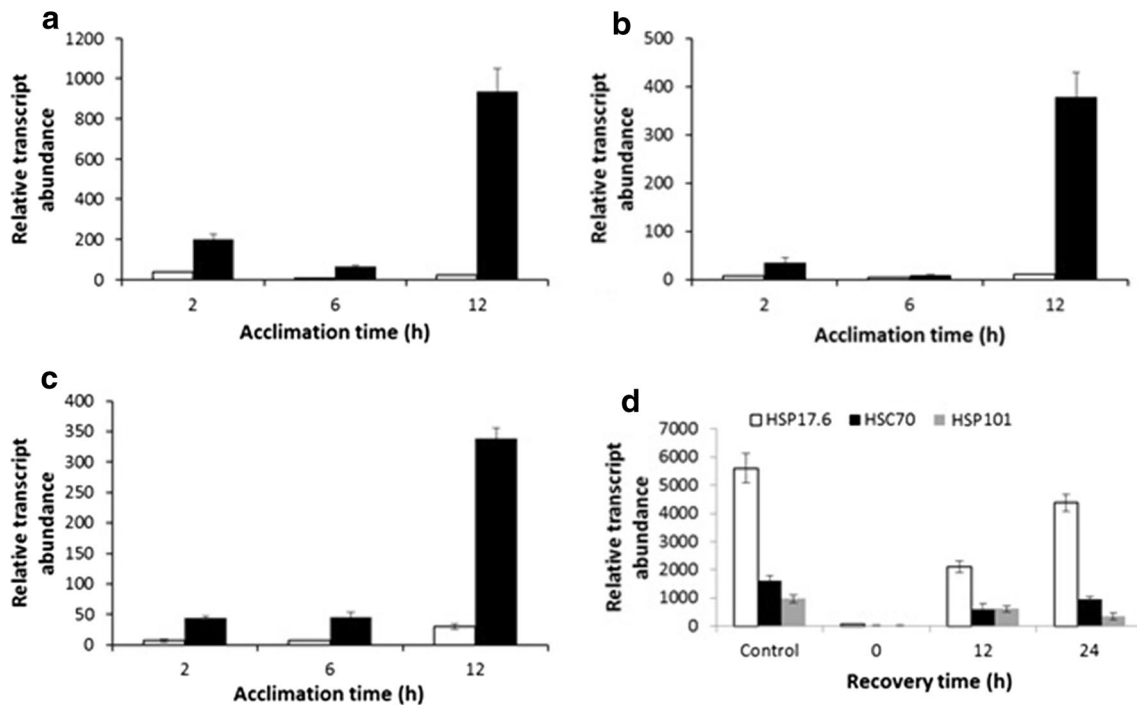 a
Relative transcript
abundance
1200
1000
800
600
400
200
0
2
6
12
Acclimation time (h)
b
Relative transcript
abundance
500
400
300
200
100
0
2
6
12
Acclimation time (h)
c
Relative transcript
abundance
400
350
300
250
200
150
100
50
0
2
6
12
Acclimation time (h)
d
HSP17.6 HSC70 HSP101
Relative transcript
abundance
7000
6000
5000
4000
3000
2000
1000
0
Control
0
12
24
Recovery time (h)